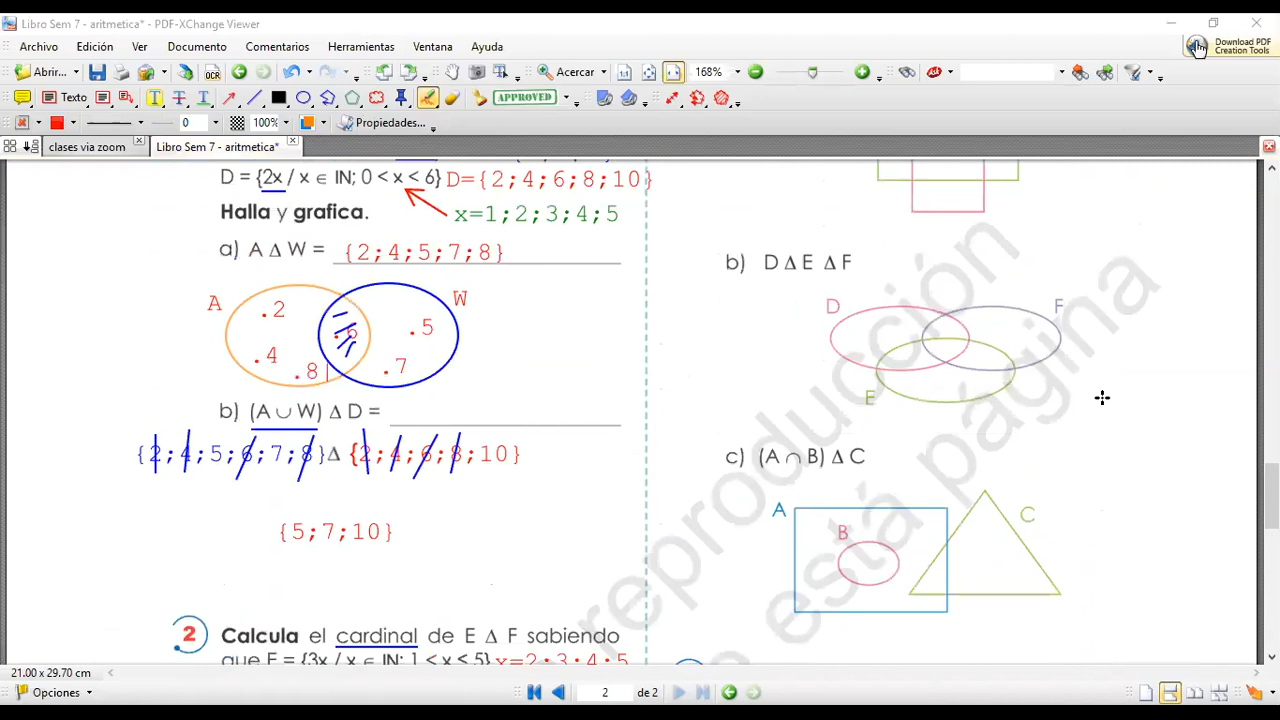 Libro Sem 7 - aritmetica* - PDF-XChange Viewer
Archivo Edición Ver Documento Comentarios Herramientas Ventana Ayuda
Download PDF
Creation Tools
Abrir... OCR Acercar 168%
Texto APPROVED
0 100% Propiedades...
clases via zoom Libro Sem 7 - aritmetica*
D = {2x / x ∈ IN; 0 < x < 6} D={2;4;6;8;10}
Halla y grafica.
x=1;2;3;4;5
a) A Δ W = {2;4;5;7;8}
A W
.2
.6 .5
.4
.8 .7
b) (A ∪ W) Δ D =
{2;4;5;6;7;8}Δ {2;4;6;8;10}
{5;7;10}
2 Calcula el cardinal de E Δ F sabiendo
que F = {3x / x ∈ IN; 1 < x < 5} x=2;3;4;5
b) D Δ E Δ F
D F
E
c) (A ∩ B) Δ C
A C
B
reproducción
esta página
21.00 x 29.70 cm
Opciones 2 de 2